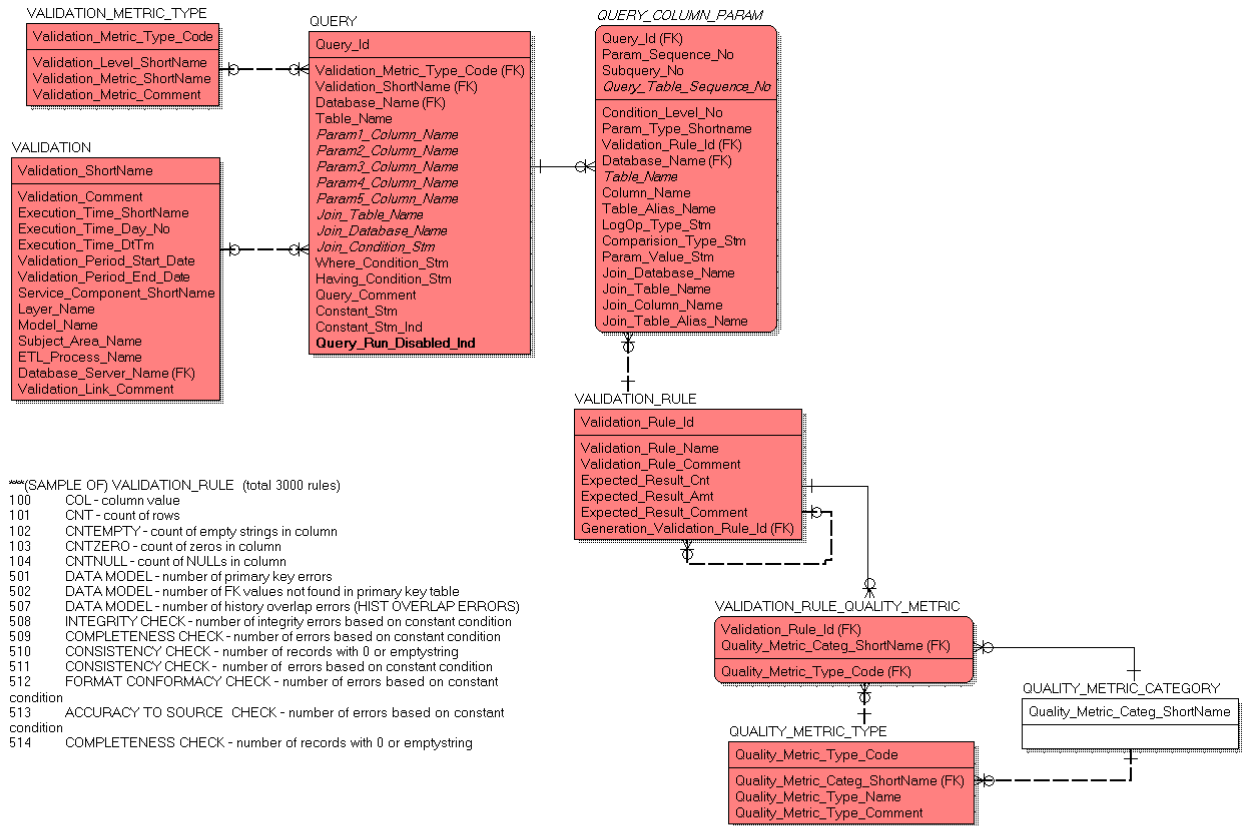 VALIDATION_METRIC_TYPE
Validation_Metric_Type_Code
Validation_Level_ShortName
Validation_Metric_ShortName
Validation_Metric_Comment
QUERY
Query_Id
Validation_Metric_Type_Code (FK)
Validation_ShortName (FK)
Database_Name (FK)
Table_Name
Param1_Column_Name
Param2_Column_Name
Param3_Column_Name
Param4_Column_Name
Param5_Column_Name
Join_Table_Name
Join_Database_Name
Join_Condition_Stm
Where_Condition_Stm
Having_Condition_Stm
Query_Comment
Constant_Stm
Constant_Stm_Ind
Query_Run_Disabled_Ind
QUERY_COLUMN_PARAM
Query_Id (FK)
Param_Sequence_No
Subquery_No
Query_Table_Sequence_No
Condition_Level_No
Param_Type_Shortname
Validation_Rule_Id (FK)
Database_Name (FK)
Table_Name
Column_Name
Table_Alias_Name
LogOp_Type_Stm
Comparision_Type_Stm
Param_Value_Stm
Join_Database_Name
Join_Table_Name
Join_Column_Name
Join_Table_Alias_Name
VALIDATION
Validation_ShortName
Validation_Comment
Execution_Time_ShortName
Execution_Time_Day_No
Execution_Time_DtTm
Validation_Period_Start_Date
Validation_Period_End_Date
Service_Component_ShortName
Layer_Name
Model_Name
Subject_Area_Name
ETL_Process_Name
Database_Server_Name (FK)
Validation_Link_Comment
VALIDATION_RULE
Validation_Rule_Id
Validation_Rule_Name
Validation_Rule_Comment
Expected_Result_Cnt
Expected_Result_Amt
Expected_Result_Comment
Generation_Validation_Rule_Id (FK)
***(SAMPLE OF) VALIDATION_RULE (total 3000 rules)
100 COL - column value
101 CNT - count of rows
102 CNTEMPTY - count of empty strings in column
103 CNTZERO - count of zeros in column
104 CNTNULL - count of NULLs in column
501 DATA MODEL - number of primary key errors
502 DATA MODEL - number of FK values not found in primary key table
507 DATA MODEL - number of history overlap errors (HIST OVERLAP ERRORS)
508 INTEGRITY CHECK - number of integrity errors based on constant condition
509 COMPLETENESS CHECK - number of errors based on constant condition
510 CONSISTENCY CHECK - number of records with 0 or emptystring
511 CONSISTENCY CHECK - number of errors based on constant condition
512 FORMAT CONFORMACY CHECK - number of errors based on constant
condition
513 ACCURACY TO SOURCE CHECK - number of errors based on constant
condition
514 COMPLETENESS CHECK - number of records with 0 or emptystring
VALIDATION_RULE_QUALITY_METRIC
Validation_Rule_Id (FK)
Quality_Metric_Categ_ShortName (FK)
Quality_Metric_Type_Code (FK)
QUALITY_METRIC_CATEGORY
Quality_Metric_Categ_ShortName
QUALITY_METRIC_TYPE
Quality_Metric_Type_Code
Quality_Metric_Categ_ShortName (FK)
Quality_Metric_Type_Name
Quality_Metric_Type_Comment